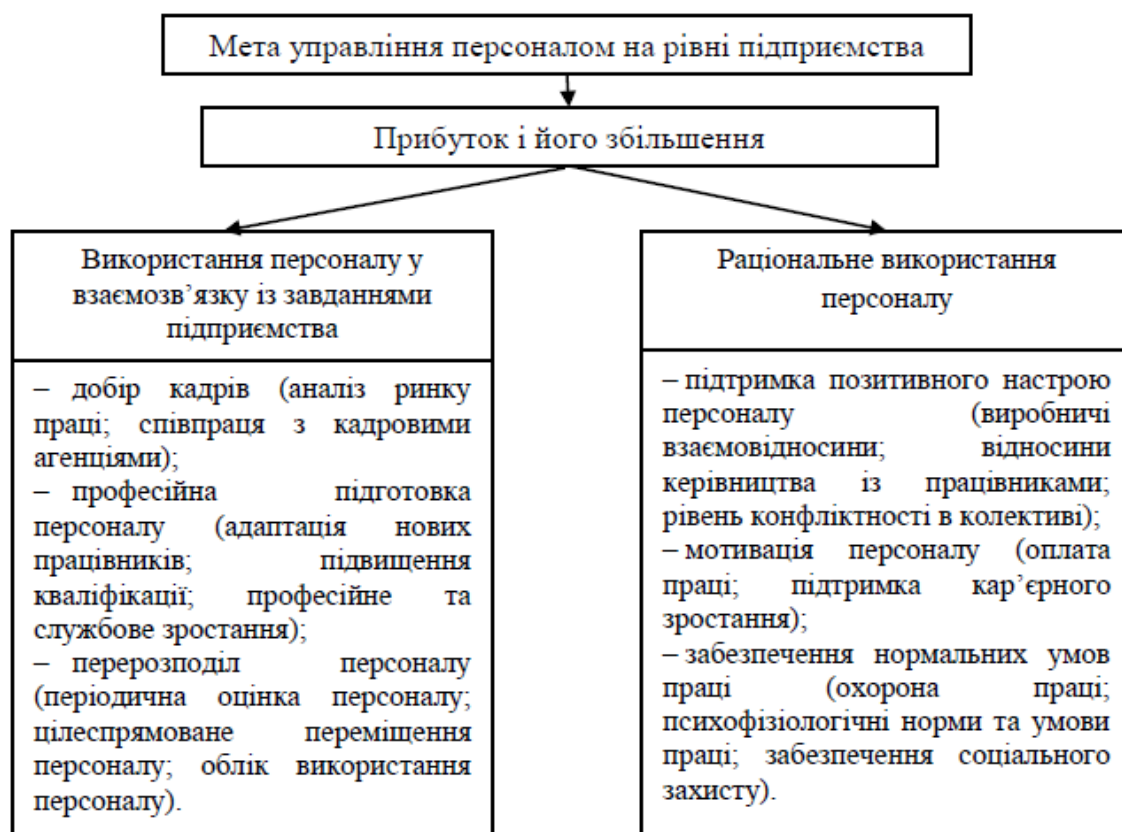 Мета управління персоналом на рівні підприємства
Прибуток і його збільшення
Використання персоналу у
взаємозв’язку із завданнями
підприємства
– добір кадрів (аналіз ринку
праці; співпраця з кадровими
агенціями);
– професійна підготовка
персоналу (адаптація нових
працівників; підвищення
кваліфікації; професійне та
службове зростання);
– перерозподіл персоналу
(періодична оцінка персоналу;
цілеспрямоване переміщення
персоналу; облік використання
персоналу).
Раціональне використання
персоналу
– підтримка позитивного настрою
персоналу (виробничі
взаємовідносини; відносини
керівництва із працівниками;
рівень конфліктності в колективі);
– мотивація персоналу (оплата
праці; підтримка кар’єрного
зростання);
– забезпечення нормальних умов
праці (охорона праці;
психофізіологічні норми та умови
праці; забезпечення соціального
захисту).